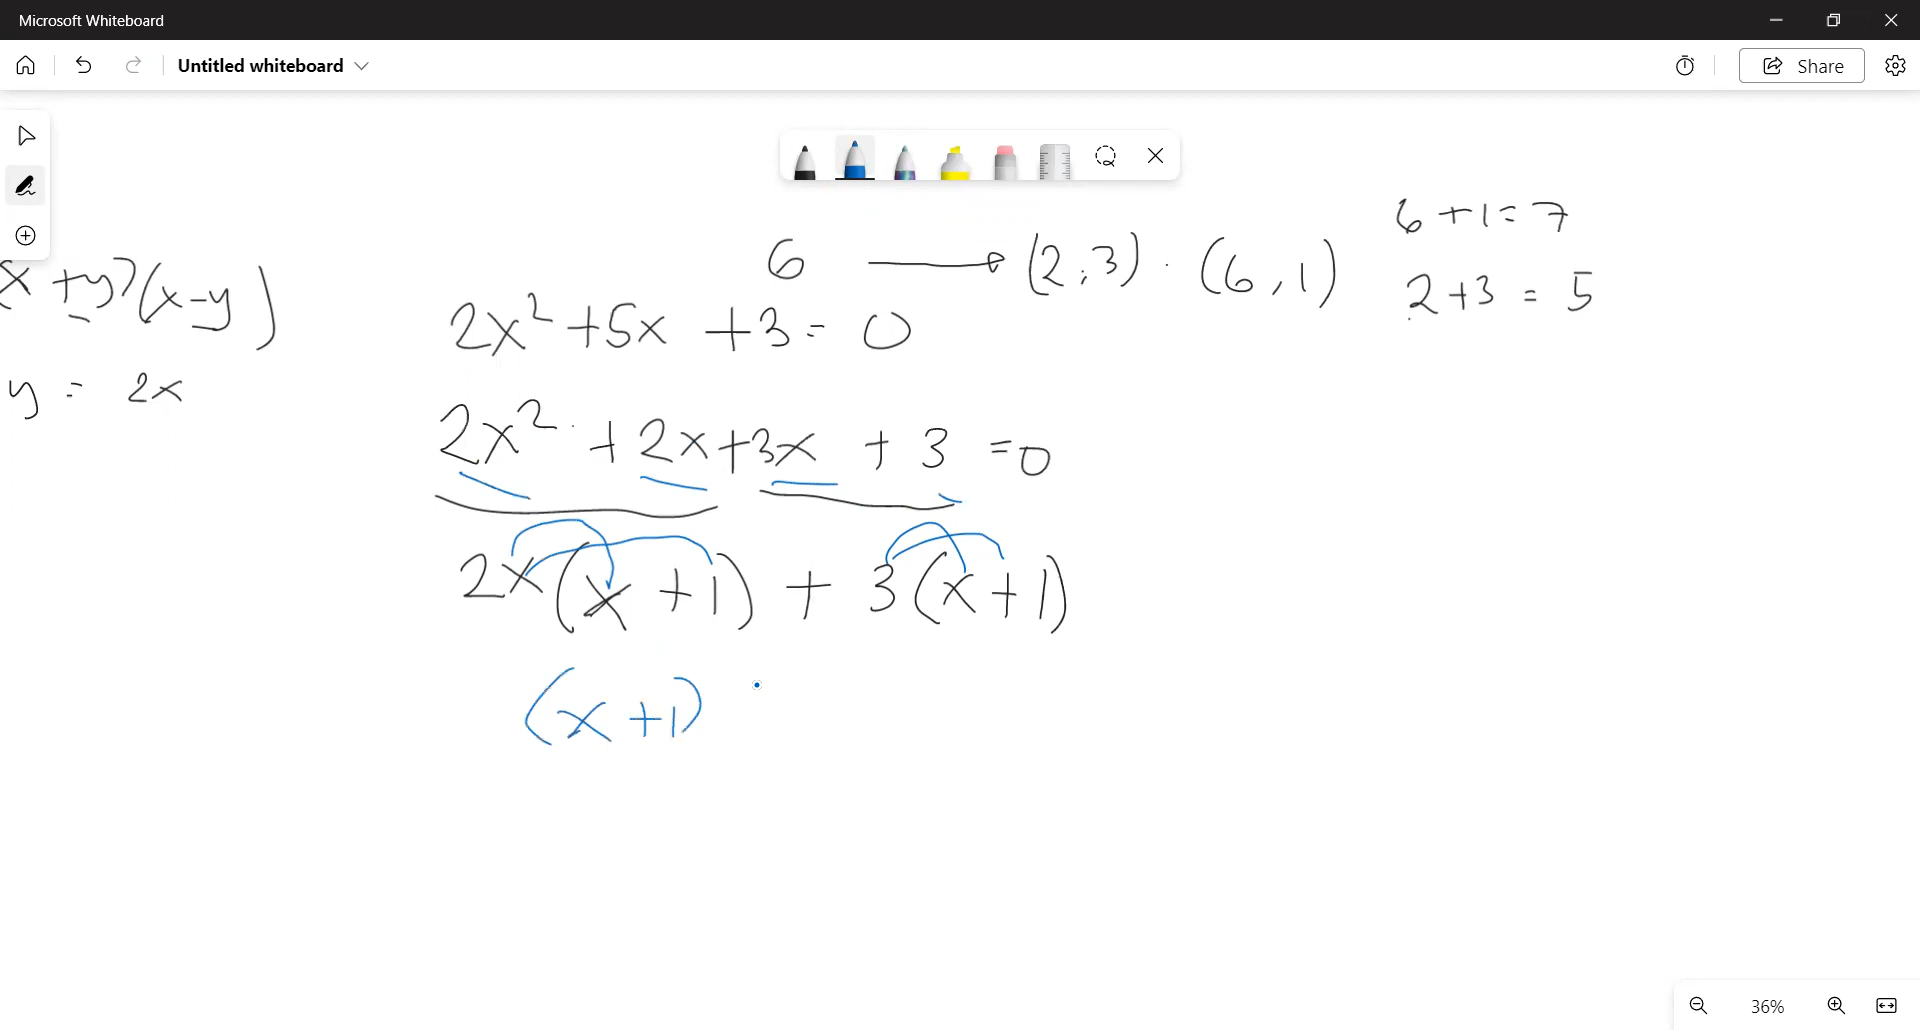 Microsoft Whiteboard
Untitled whiteboard
Share
6 + 1 = 7
6 → (2,3) · (6,1)
2 + 3 = 5
x + y)(x - y)
2x² + 5x + 3 = 0
y = 2x
2x² + 2x + 3x + 3 = 0
2x(x + 1) + 3(x + 1)
(x + 1)
36%